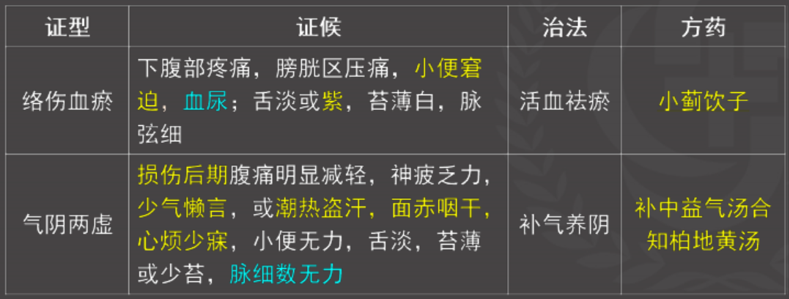 证型 证候 治法 方药
下腹部疼痛，膀胱区压痛，小便窘
络伤血瘀 迫，血尿；舌淡或紫，苔薄白，脉 活血祛瘀 小蓟饮子
弦细
损伤后期腹痛明显减轻，神疲乏力，
少气懒言，或潮热盗汗，面赤咽干，
气阴两虚 心烦少寐，小便无力，舌淡，苔薄 补气养阴 补中益气汤合
知柏地黄汤
或少苔，脉细数无力